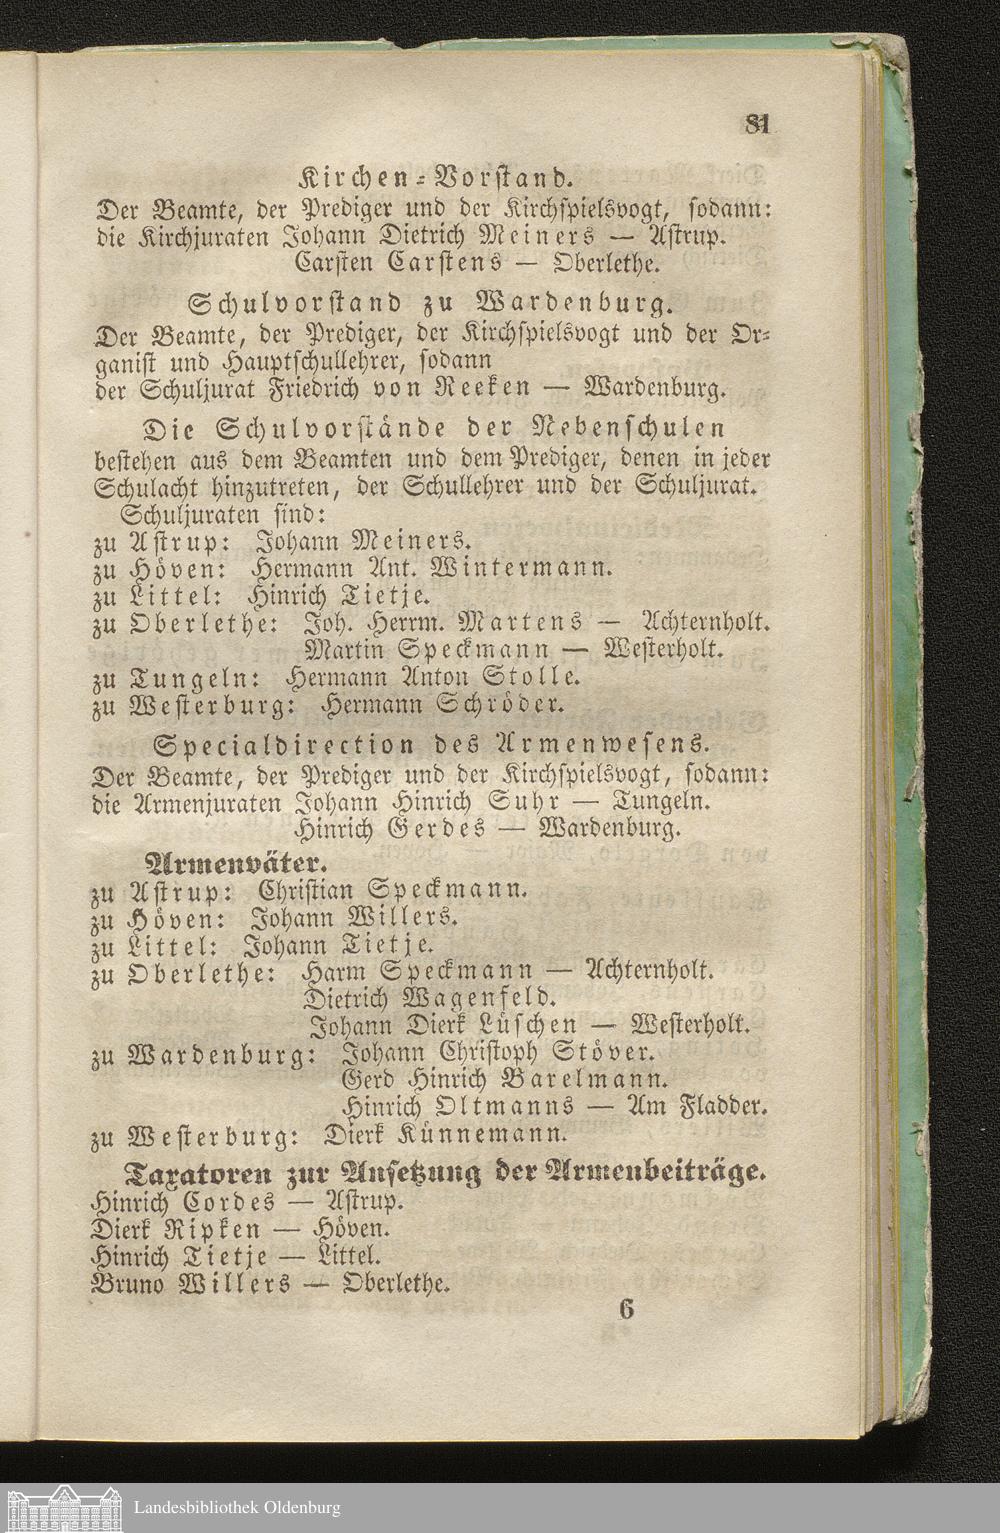 81
Kirchen-Vorstand.
Der Beamte, der Prediger und der Kirchspielsvogt, sodann:
die Kirchjuraten Johann Dietrich Meiners — Astrup.
Carsten Carstens — Oberlethe.
Schulvorstand zu Wardenburg.
Der Beamte, der Prediger, der Kirchspielsvogt und der Or-
ganist und Hauptschullehrer, sodann
der Schuljurat Friedrich von Reeken — Wardenburg.
Die Schulvorstände der Nebenschulen
bestehen aus dem Beamten und dem Prediger, denen in jeder
Schulacht hinzutreten, der Schullehrer und der Schuljurat.
Schuljuraten sind:
zu Astrup: Johann Meiners.
zu Höven: Hermann Ant. Wintermann.
zu Littel: Hinrich Tietje.
zu Oberlethe: Joh. Herrm. Martens — Achternholt.
Martin Speckmann — Westerholt.
zu Tungeln: Hermann Anton Stolle.
zu Westerburg: Hermann Schröder.
Specialdirection des Armenwesens.
Der Beamte, der Prediger und der Kirchspielsvogt, sodann:
die Armenjuraten Johann Hinrich Suhr — Tungeln.
Hinrich Gerdes — Wardenburg.
Armenväter.
zu Astrup: Christian Speckmann.
zu Höven: Johann Willers.
zu Littel: Johann Tietje.
zu Oberlethe: Harm Speckmann — Achternholt.
Dietrich Wagenfeld.
Johann Dierk Lüschen — Westerholt.
zu Wardenburg: Johann Christoph Stöver.
Gerd Hinrich Barelmann.
Hinrich Oltmanns — Am Fladder.
zu Westerburg: Dierk Künnemann.
Taxatoren zur Ansetzung der Armenbeiträge.
Hinrich Cordes — Astrup.
Dierk Ripken — Höven.
Hinrich Tietje — Littel.
Bruno Willers — Oberlethe.
6
Landesbibliothek Oldenburg